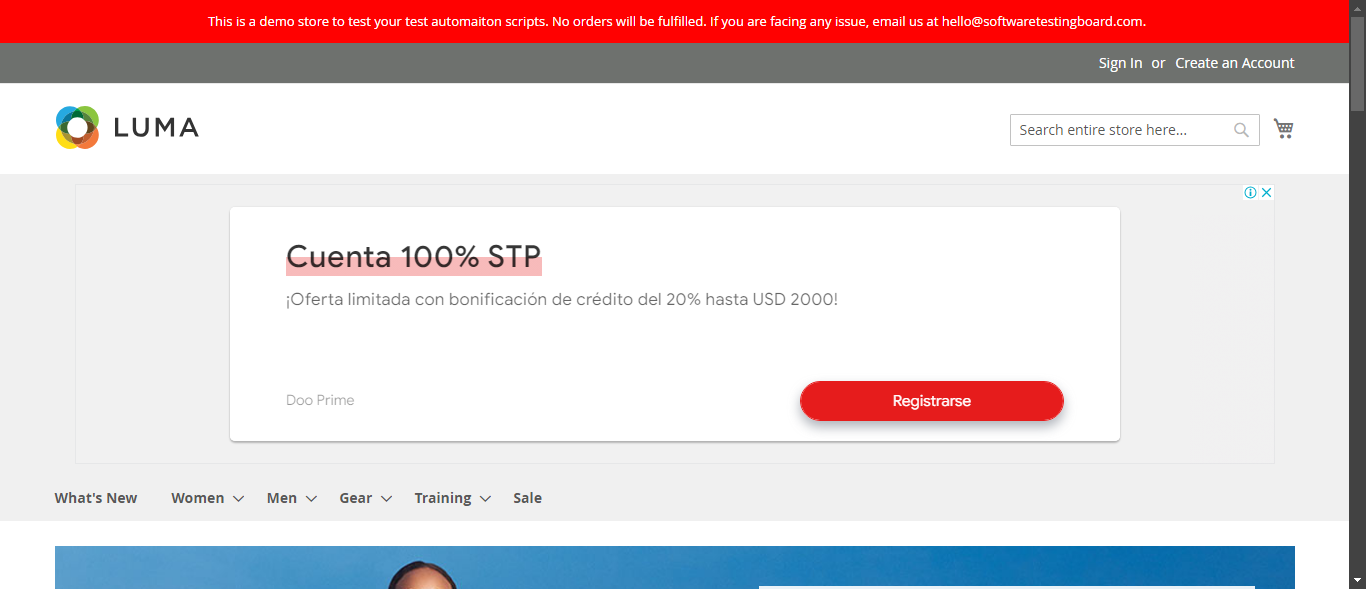 This is a demo store to test your test automaiton scripts. No orders will be fulfilled. If you are facing any issue, email us at hello@softwaretestingboard.com.
Sign In or Create an Account
LUMA
Search entire store here...
Cuenta 100% STP
¡Oferta limitada con bonificación de crédito del 20% hasta USD 2000!
Doo Prime
Registrarse
What's New Women Men Gear Training Sale